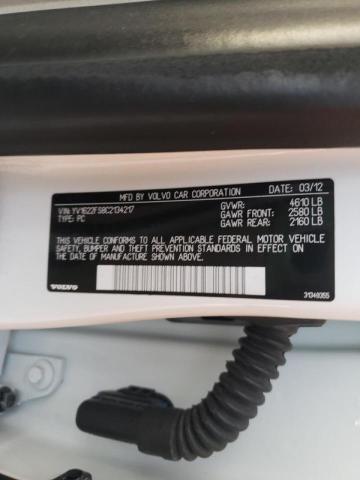 MFD BY VOLVO CAR CORPORATION DATE: 03/12
VIN: YV1622FS8C2134217 GVWR: 4610 LB
TYPE: PC GAWR FRONT: 2580 LB
GAWR REAR: 2160 LB
THIS VEHICLE CONFORMS TO ALL APPLICABLE FEDERAL MOTOR VEHICLE
SAFETY, BUMPER AND THEFT PREVENTION STANDARDS IN EFFECT ON
THE DATE OF MANUFACTURE SHOWN ABOVE.
VOLVO 31349355